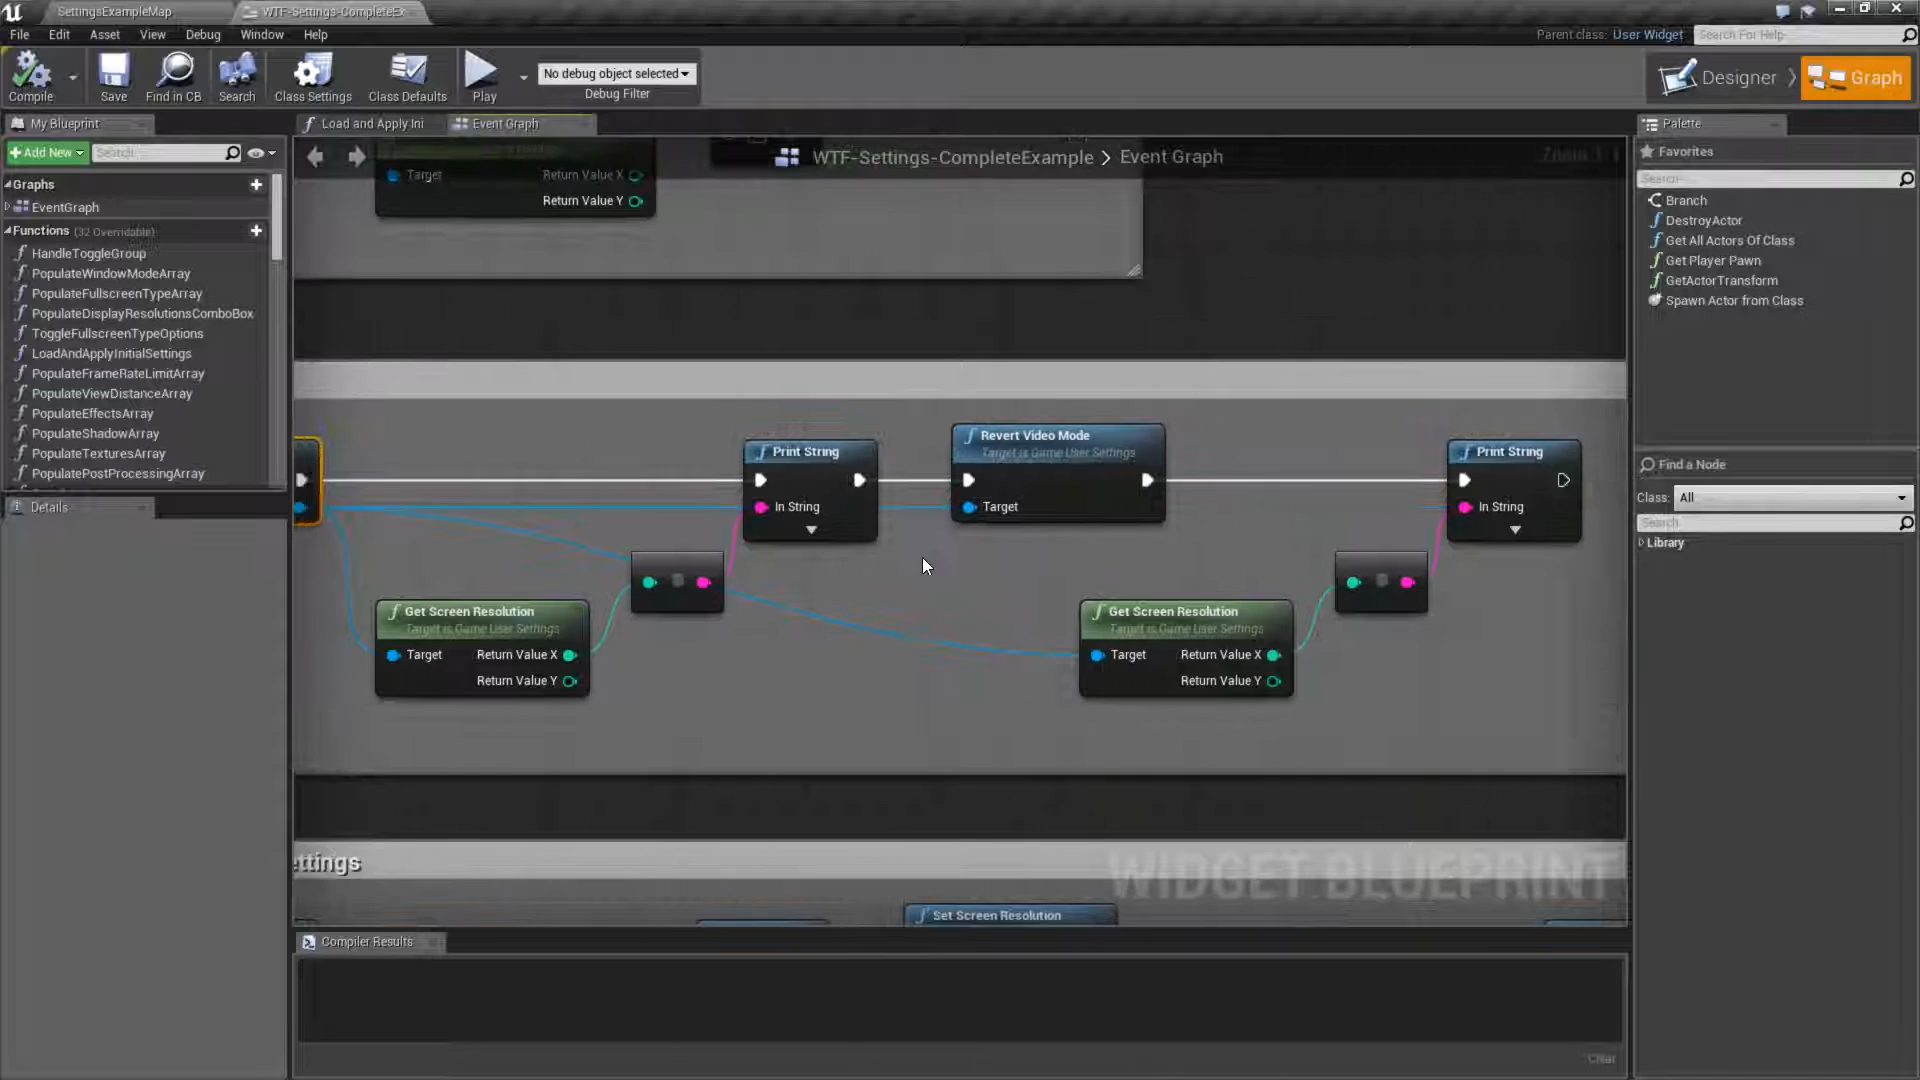 SettingsExampleMap
WTF-Settings-CompleteEx
File Edit Asset View Debug Window Help
Parent class: User Widget
Search For Help
Compile
Save
Find in CB
Search
Class Settings
Class Defaults
Play
No debug object selected
Debug Filter
Designer
Graph
My Blueprint
Load and Apply Ini
Event Graph
Palette
Add New
Search
WTF-Settings-CompleteExample > Event Graph
Zoom 1:1
Favorites
Search
Graphs
EventGraph
Functions (32 Overridable)
HandleToggleGroup
PopulateWindowModeArray
PopulateFullscreenTypeArray
PopulateDisplayResolutionsComboBox
ToggleFullscreenTypeOptions
LoadAndApplyInitialSettings
PopulateFrameRateLimitArray
PopulateViewDistanceArray
PopulateEffectsArray
PopulateShadowArray
PopulateTexturesArray
PopulatePostProcessingArray
Details
Target
Return Value X
Return Value Y
Print String
In String
Revert Video Mode
Target is Game User Settings
Target
Print String
In String
Get Screen Resolution
Target is Game User Settings
Target
Return Value X
Return Value Y
Get Screen Resolution
Target is Game User Settings
Target
Return Value X
Return Value Y
ettings
WIDGET BLUEPRINT
Set Screen Resolution
Branch
DestroyActor
Get All Actors Of Class
Get Player Pawn
GetActorTransform
Spawn Actor from Class
Find a Node
Class: All
Search
Library
Compiler Results
Clear